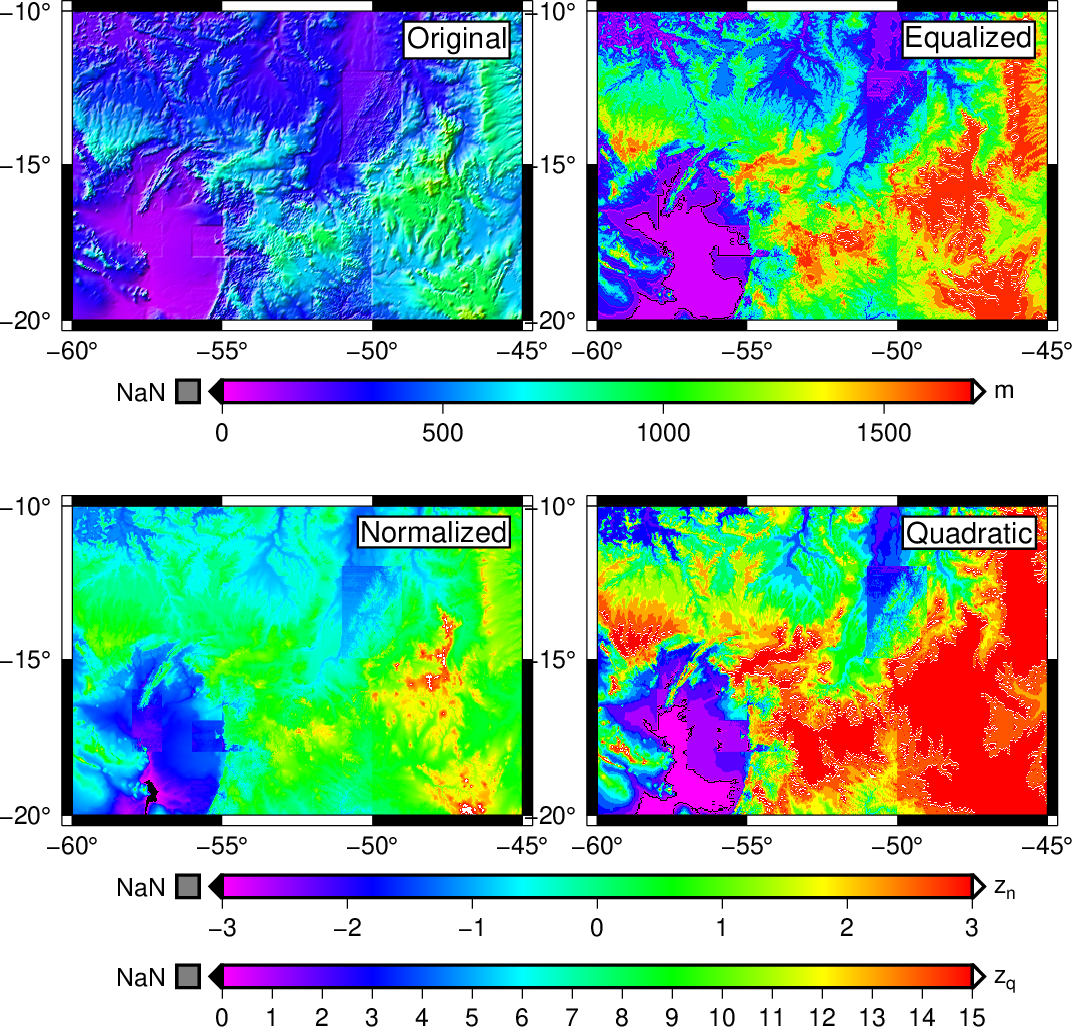 −10° Original −10° Equalized
−15° −15°
−20° −20°
−60° −55° −50° −45° −60° −55° −50° −45°
NaN m
0 500 1000 1500
−10° Normalized −10° Quadratic
−15° −15°
−20° −20°
−60° −55° −50° −45° −60° −55° −50° −45°
NaN zn
−3 −2 −1 0 1 2 3
NaN zq
0 1 2 3 4 5 6 7 8 9 10 11 12 13 14 15